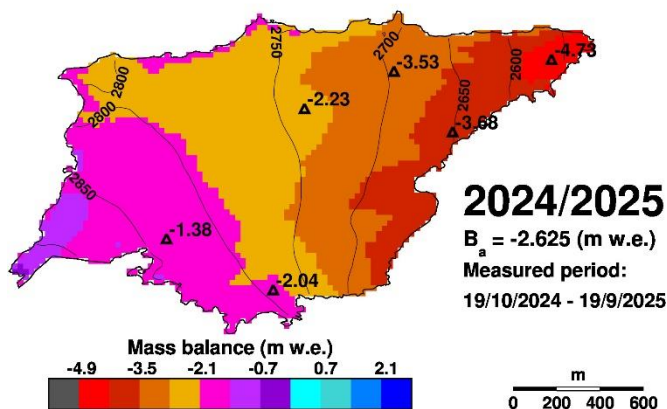 2800
2750
2700
2600
-4.73
-3.53
2650
-2.23
-3.68
2800
2850
-1.38
-2.04
2024/2025
Ba = -2.625 (m w.e.)
Measured period:
19/10/2024 - 19/9/2025
Mass balance (m w.e.)
-4.9 -3.5 -2.1 -0.7 0.7 2.1
m
0 200 400 600